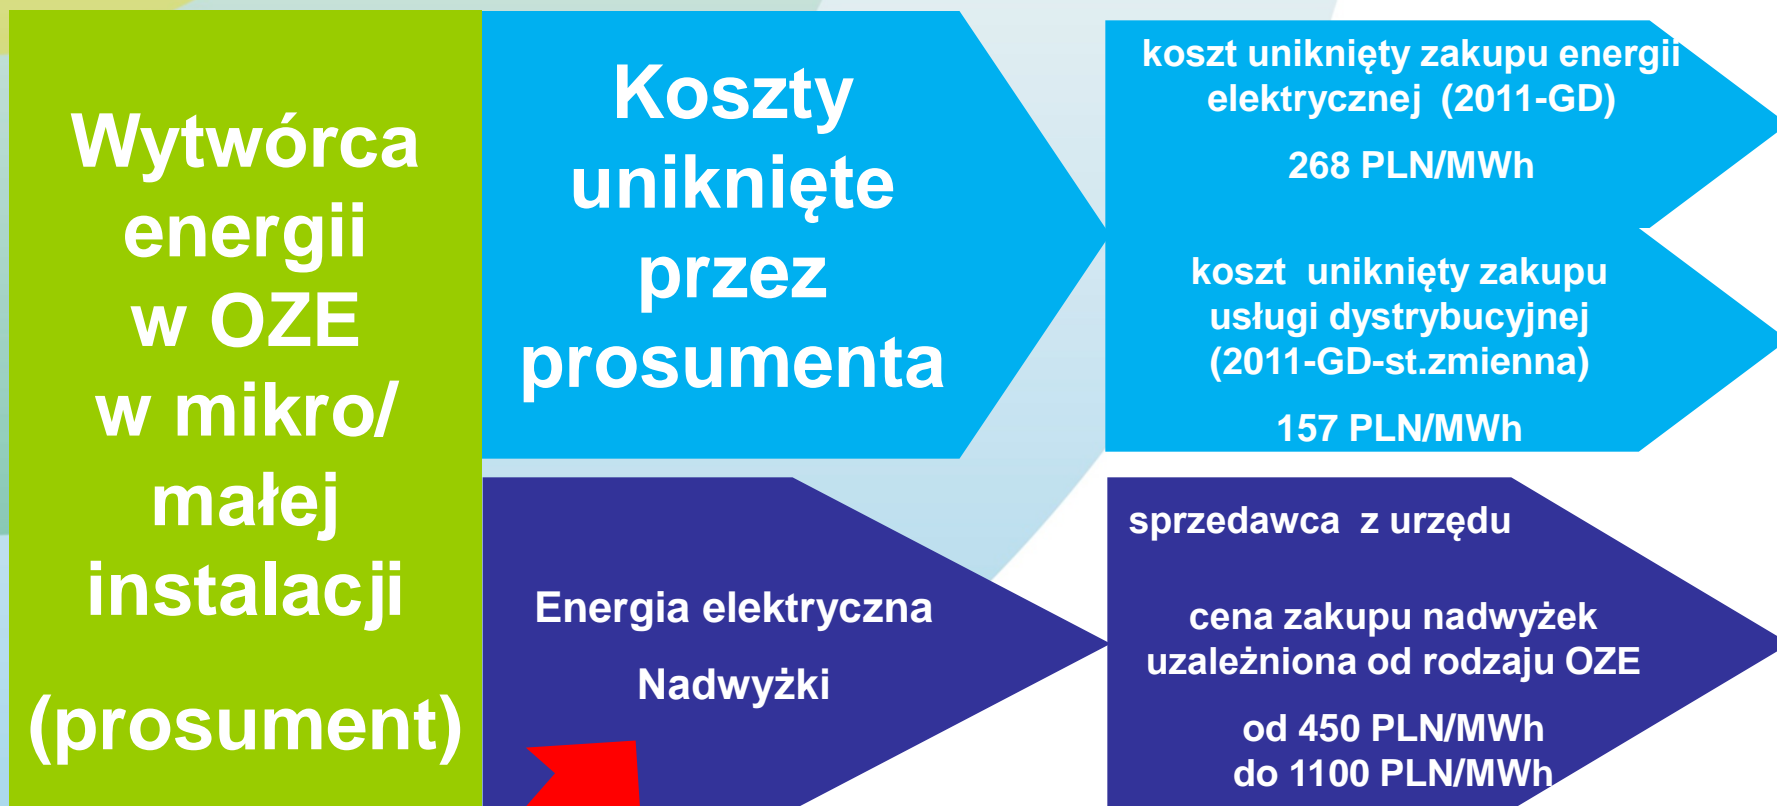 Wytwórca
energii
w OZE
w mikro/
małej
instalacji
(prosument)
Koszty
uniknięte
przez
prosumenta
koszt uniknięty zakupu energii
elektrycznej (2011-GD)
268 PLN/MWh
koszt uniknięty zakupu
usługi dystrybucyjnej
(2011-GD-st.zmienna)
157 PLN/MWh
Energia elektryczna
Nadwyżki
sprzedawca z urzędu
cena zakupu nadwyżek
uzależniona od rodzaju OZE
od 450 PLN/MWh
do 1100 PLN/MWh